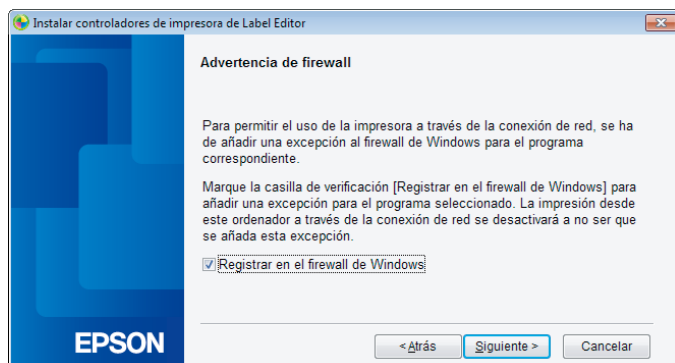 Instalar controladores de impresora de Label Editor
Advertencia de firewall
Para permitir el uso de la impresora a través de la conexión de red, se ha
de añadir una excepción al firewall de Windows para el programa
correspondiente.
Marque la casilla de verificación [Registrar en el firewall de Windows] para
añadir una excepción para el programa seleccionado. La impresión desde
este ordenador a través de la conexión de red se desactivará a no ser que
se añada esta excepción.
Registrar en el firewall de Windows
EPSON
< Atrás
Siguiente >
Cancelar